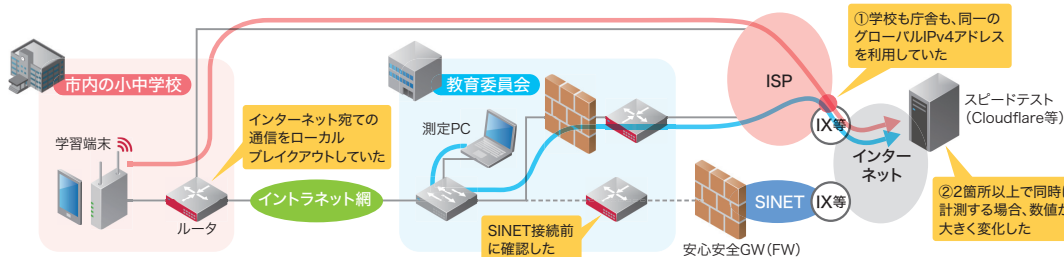 ①学校も庁舎も、同一の
グローバルIPv4アドレス
を利用していた
ISP
市内の小中学校
教育委員会
インターネット宛ての
通信をローカル
ブレイクアウトしていた
測定PC
学習端末
IX等
スピードテスト
（Cloudflare等）
インター
ネット
イントラネット網
ルータ
SINET
IX等
②2箇所以上で同時に
計測する場合、数値が
大きく変化した
SINET接続前
に確認した
安心安全GW（FW）